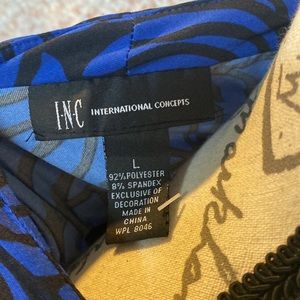 I·N·C INTERNATIONAL CONCEPTS
L
92% POLYESTER
8% SPANDEX
EXCLUSIVE OF
DECORATION
MADE IN
CHINA
WPL 8046